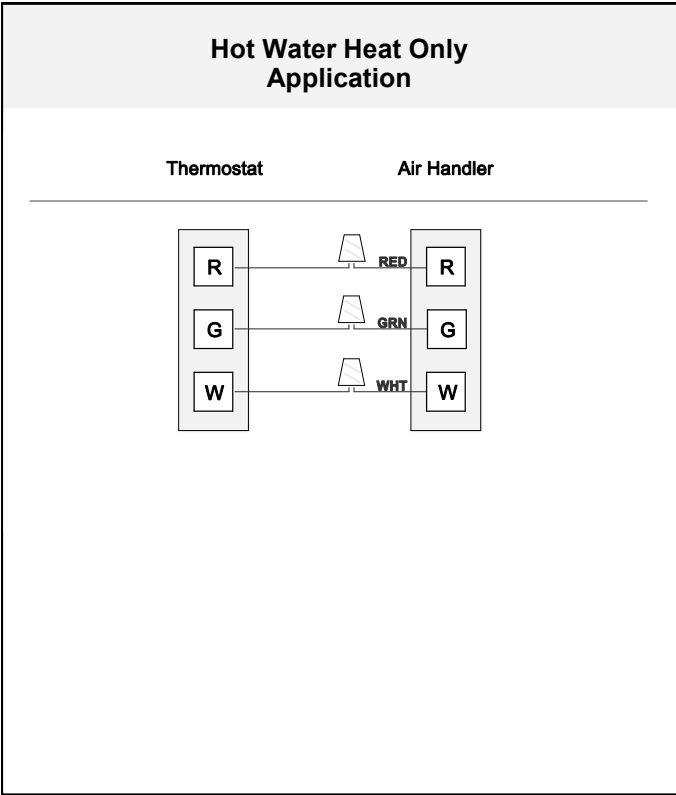 Hot Water Heat Only
Application
Thermostat Air Handler
R RED R
G GRN G
W WHT W